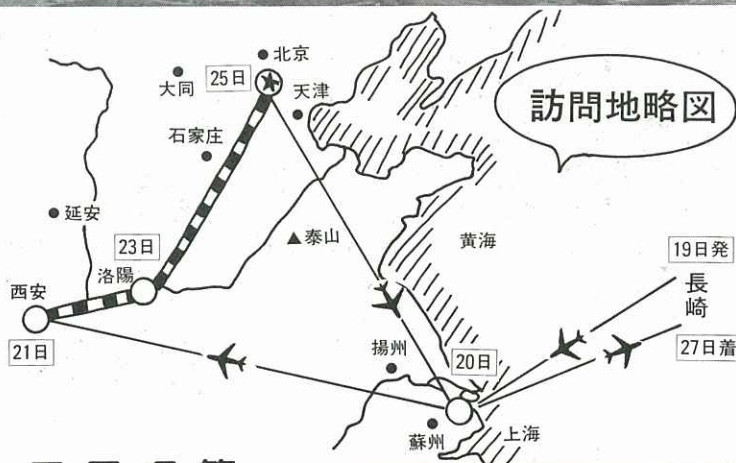 訪問地略図
北京
25日
大同
天津
石家庄
延安
泰山
黄海
23日
洛陽
西安
21日
19日発
長崎
27日着
揚州
20日
蘇州
上海